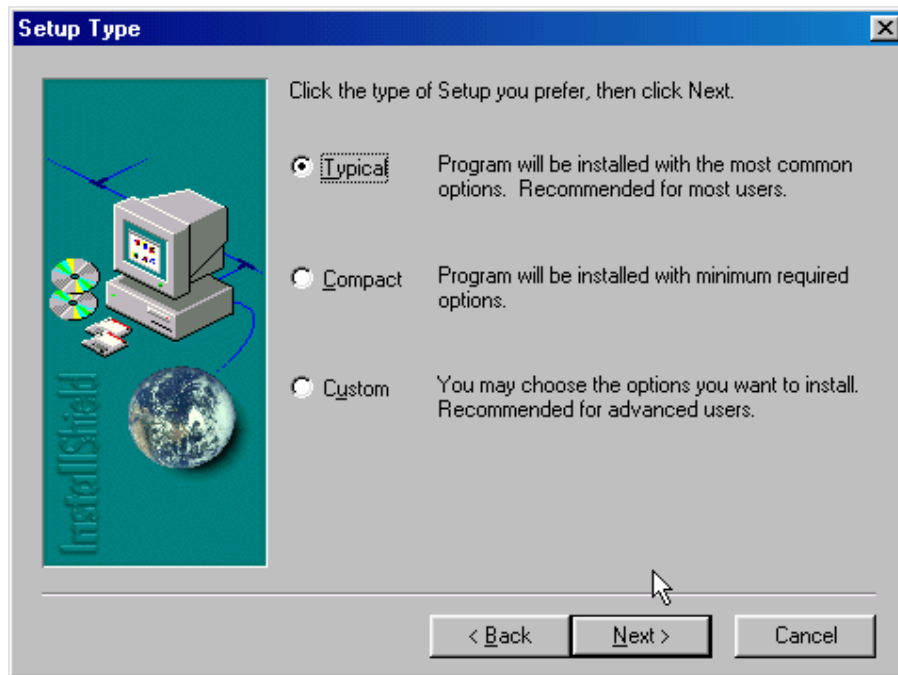 Setup Type
Click the type of Setup you prefer, then click Next.
Typical
Program will be installed with the most common
options. Recommended for most users.
Compact
Program will be installed with minimum required
options.
Custom
You may choose the options you want to install.
Recommended for advanced users.
InstallShield
< Back
Next >
Cancel